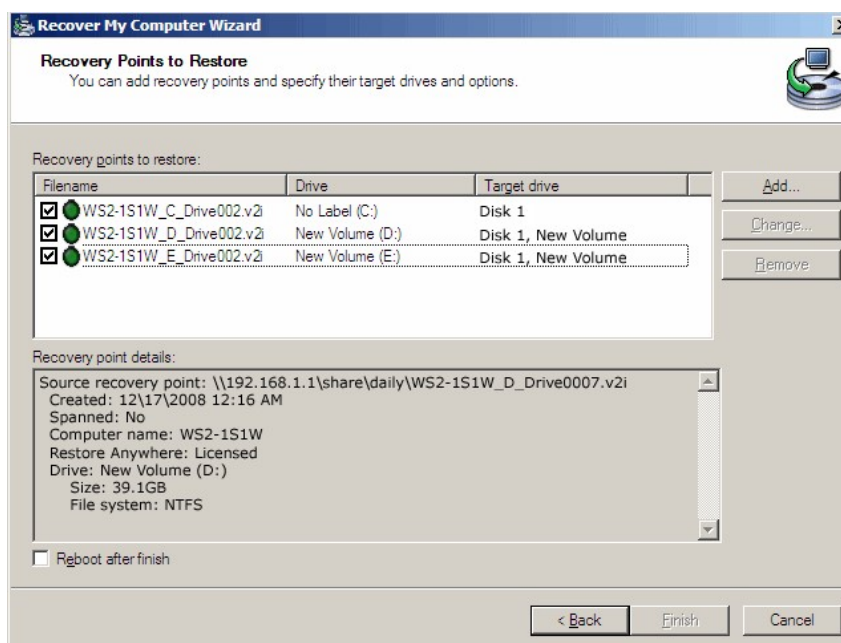 Recover My Computer Wizard
Recovery Points to Restore
You can add recovery points and specify their target drives and options.
Recovery points to restore:
Filename Drive Target drive
WS2-1S1W_C_Drive002.v2i No Label (C:) Disk 1
WS2-1S1W_D_Drive002.v2i New Volume (D:) Disk 1, New Volume
WS2-1S1W_E_Drive002.v2i New Volume (E:) Disk 1, New Volume
Add...
Change...
Remove
Recovery point details:
Source recovery point: \\192.168.1.1\share\daily\WS2-1S1W_D_Drive0007.v2i
Created: 12\17\2008 12:16 AM
Spanned: No
Computer name: WS2-1S1W
Restore Anywhere: Licensed
Drive: New Volume (D:)
Size: 39.1GB
File system: NTFS
Reboot after finish
< Back Finish Cancel